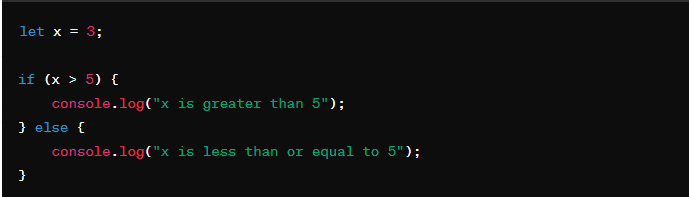 let x = 3;

if (x > 5) {
    console.log("x is greater than 5");
} else {
    console.log("x is less than or equal to 5");
}